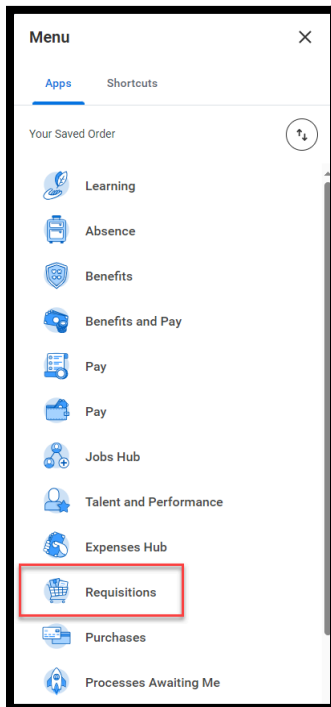 Menu
Apps Shortcuts
Your Saved Order
Learning
Absence
Benefits
Benefits and Pay
Pay
Pay
Jobs Hub
Talent and Performance
Expenses Hub
Requisitions
Purchases
Processes Awaiting Me